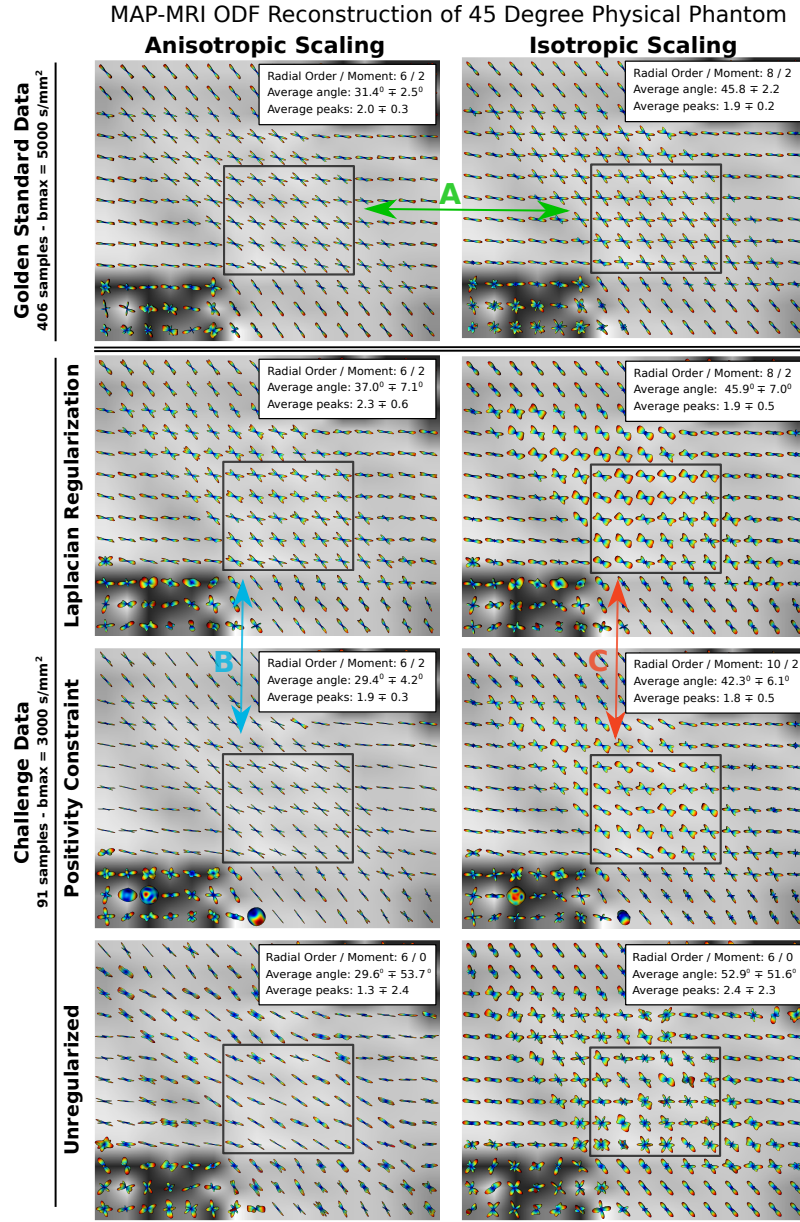 MAP-MRI ODF Reconstruction of 45 Degree Physical Phantom
Anisotropic Scaling
Isotropic Scaling
Golden Standard Data
406 samples - bmax = 5000 s/mm²
Radial Order / Moment: 6 / 2
Average angle: 31.4⁰ ∓ 2.5⁰
Average peaks: 2.0 ∓ 0.3
Radial Order / Moment: 8 / 2
Average angle: 45.8 ∓ 2.2
Average peaks: 1.9 ∓ 0.2
A
Challenge Data
91 samples - bmax = 3000 s/mm²
Laplacian Regularization
Radial Order / Moment: 6 / 2
Average angle: 37.0⁰ ∓ 7.1⁰
Average peaks: 2.3 ∓ 0.6
Radial Order / Moment: 8 / 2
Average angle: 45.9⁰ ∓ 7.0⁰
Average peaks: 1.9 ∓ 0.5
B
C
Positivity Constraint
Radial Order / Moment: 6 / 2
Average angle: 29.4⁰ ∓ 4.2⁰
Average peaks: 1.9 ∓ 0.3
Radial Order / Moment: 10 / 2
Average angle: 42.3⁰ ∓ 6.1⁰
Average peaks: 1.8 ∓ 0.5
Unregularized
Radial Order / Moment: 6 / 0
Average angle: 29.6⁰ ∓ 53.7⁰
Average peaks: 1.3 ∓ 2.4
Radial Order / Moment: 6 / 0
Average angle: 52.9⁰ ∓ 51.6⁰
Average peaks: 2.4 ∓ 2.3